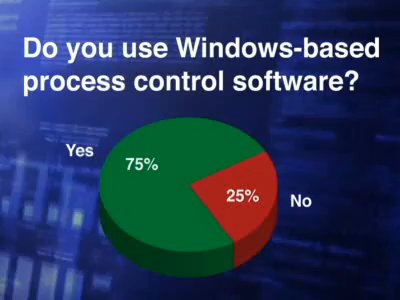 Do you use Windows-based
process control software?
Yes
75%
25%
No